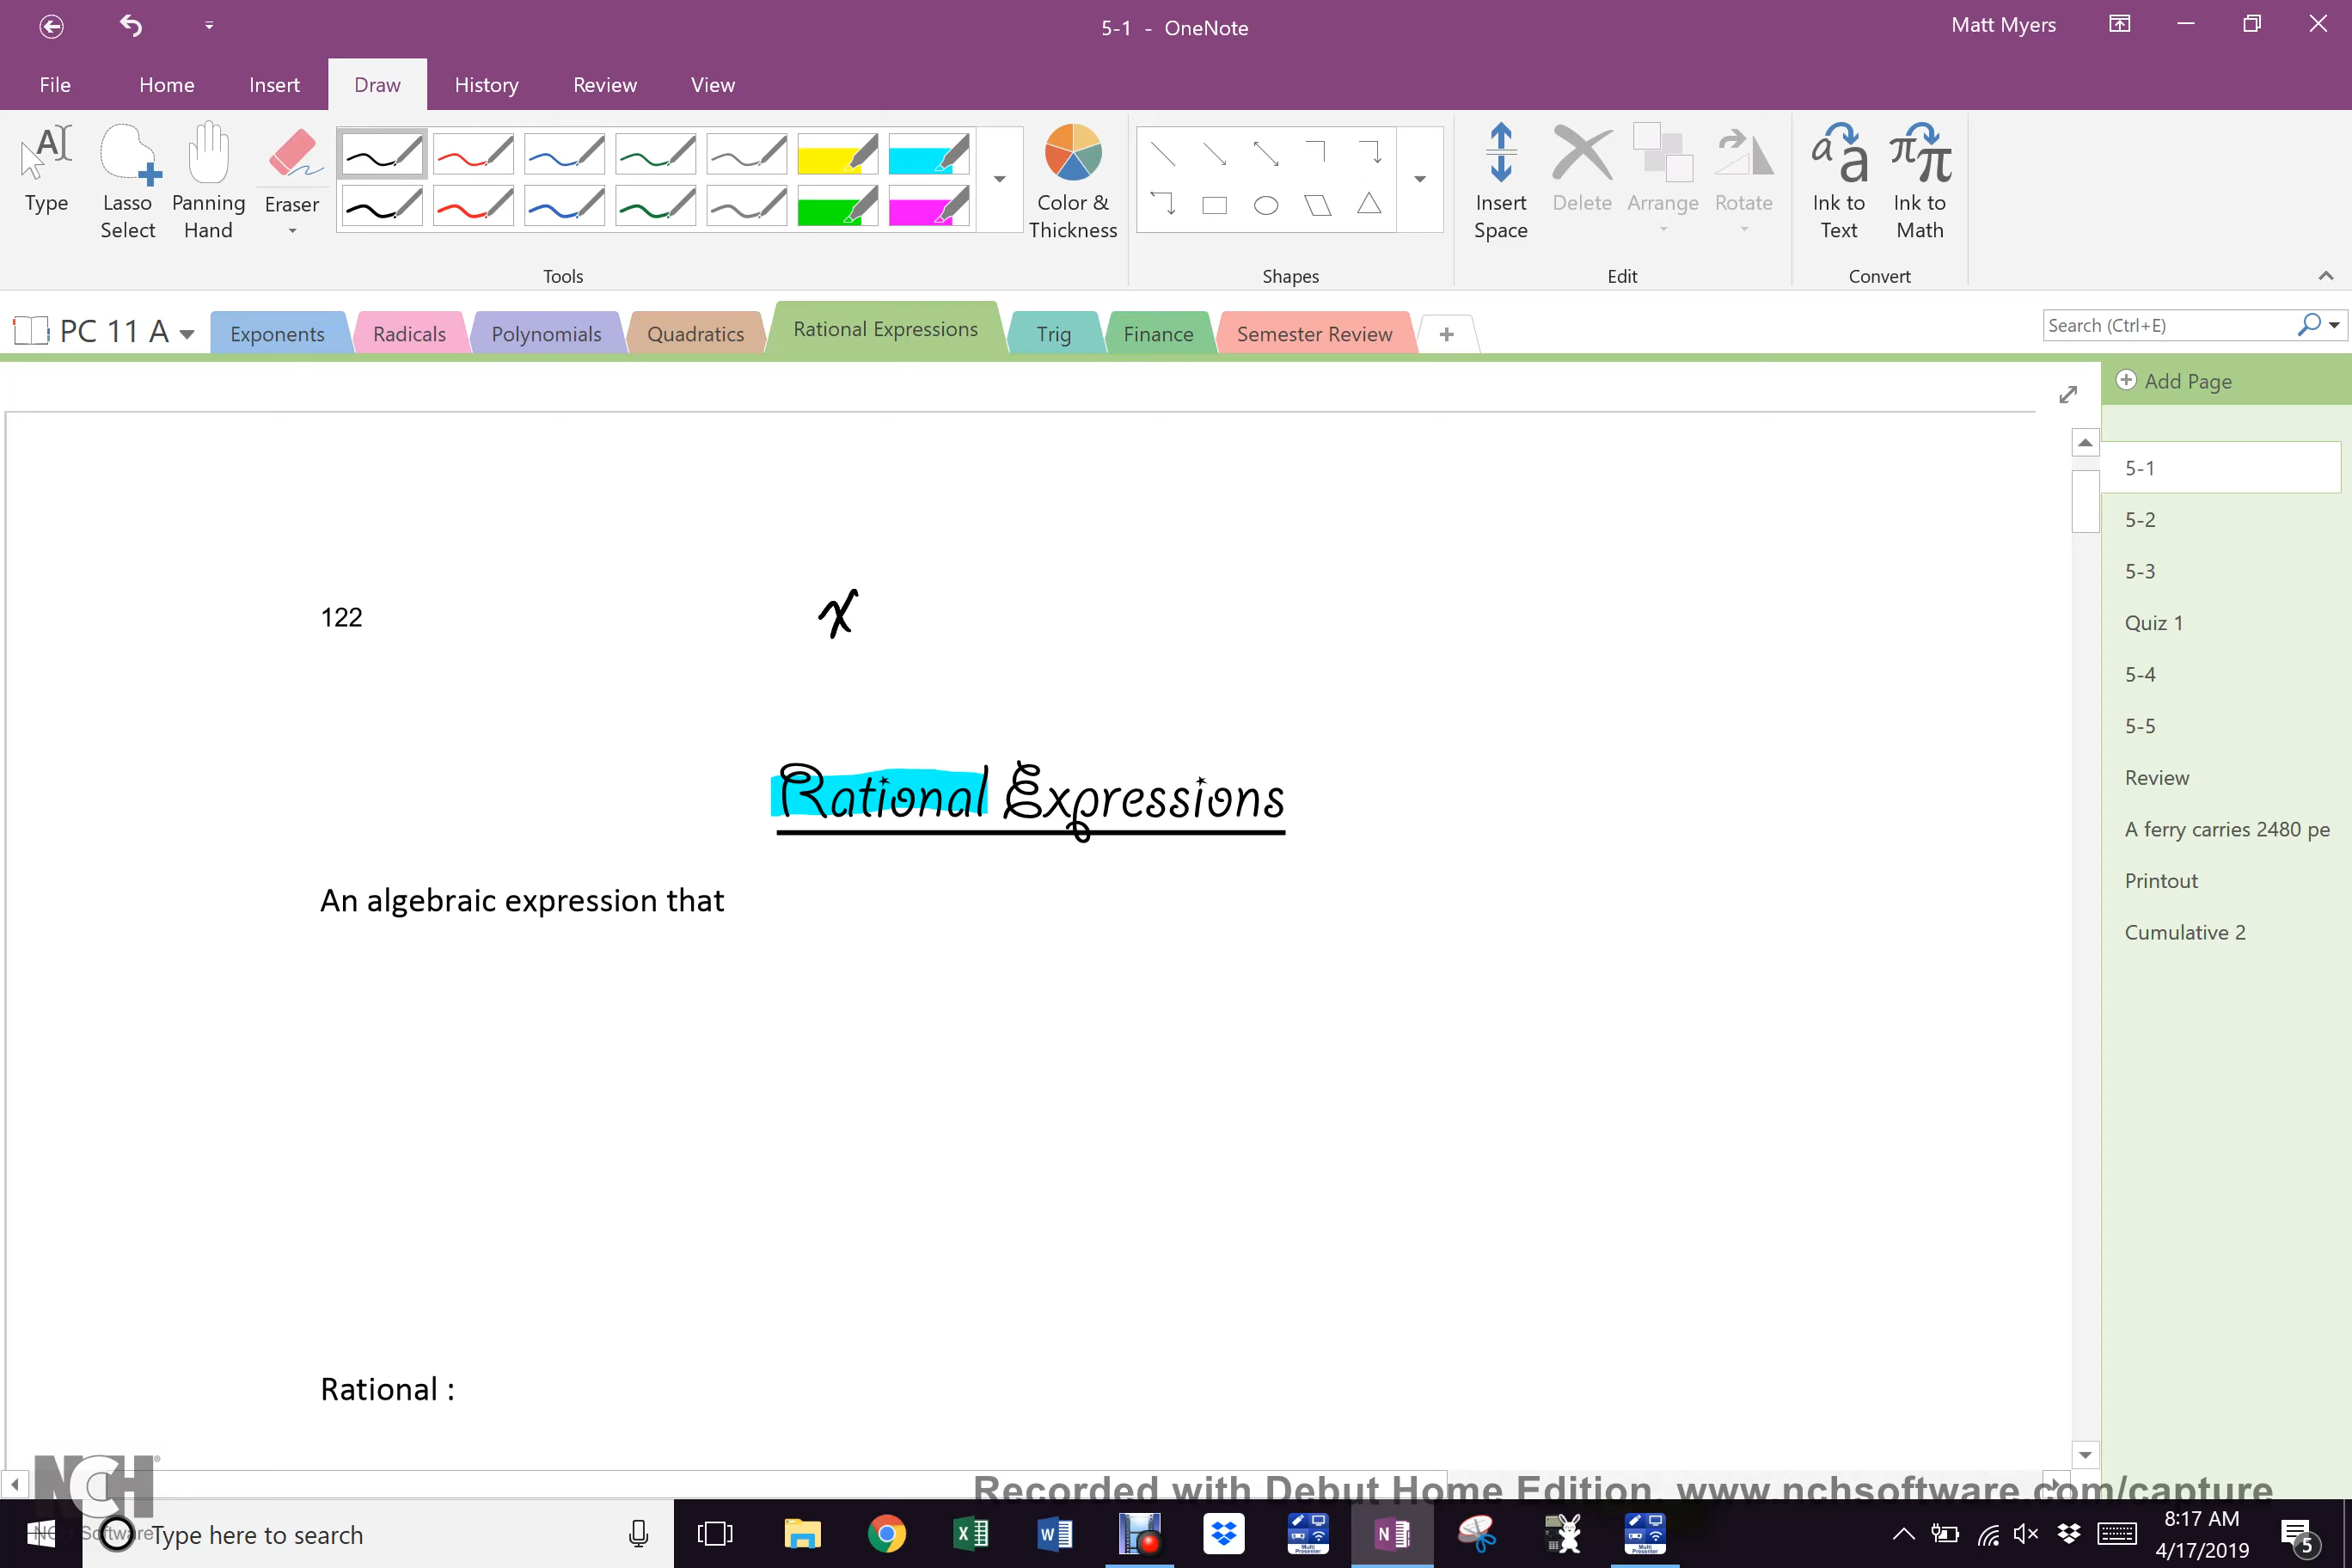 5-1 - OneNote
Matt Myers
File Home Insert Draw History Review View
Type
Lasso Select
Panning Hand
Eraser
Color & Thickness
Insert Space
Delete
Arrange
Rotate
Ink to Text
Ink to Math
Tools
Shapes
Edit
Convert
PC 11 A
Exponents
Radicals
Polynomials
Quadratics
Rational Expressions
Trig
Finance
Semester Review
Search (Ctrl+E)
Add Page
5-1
5-2
5-3
Quiz 1
5-4
5-5
Review
A ferry carries 2480 pe
Printout
Cumulative 2
122
x
Rational Expressions
An algebraic expression that
Rational :
NCH
NCH Software
Recorded with Debut Home Edition. www.nchsoftware.com/capture
Type here to search
8:17 AM
4/17/2019
5